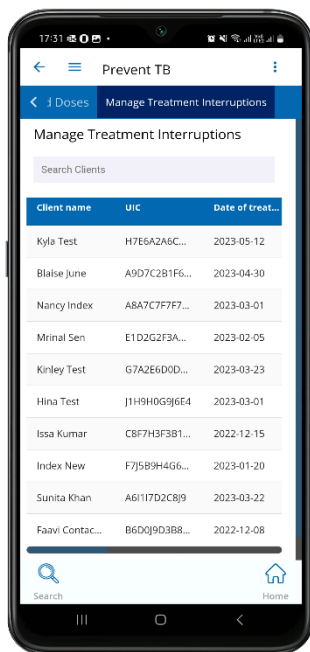 17:31
Prevent TB
d Doses Manage Treatment Interruptions
Manage Treatment Interruptions
Search Clients
Client name UIC Date of treat...
Kyla Test H7E6A2A6C... 2023-05-12
Blaise June A9D7C2B1F6... 2023-04-30
Nancy Index A8A7C7F7F7... 2023-03-01
Mrinal Sen E1D2G2F3A... 2023-02-05
Kinley Test G7A2E6D0D... 2023-03-23
Hina Test J1H9H0G9J6E4 2023-03-01
Issa Kumar C8F7H3F3B1... 2022-12-15
Index New F7J5B9H4G6... 2023-01-20
Sunita Khan A6I1I7D2C8J9 2023-03-22
Faavi Contac... B6D0J9D3B8... 2022-12-08
Search Home